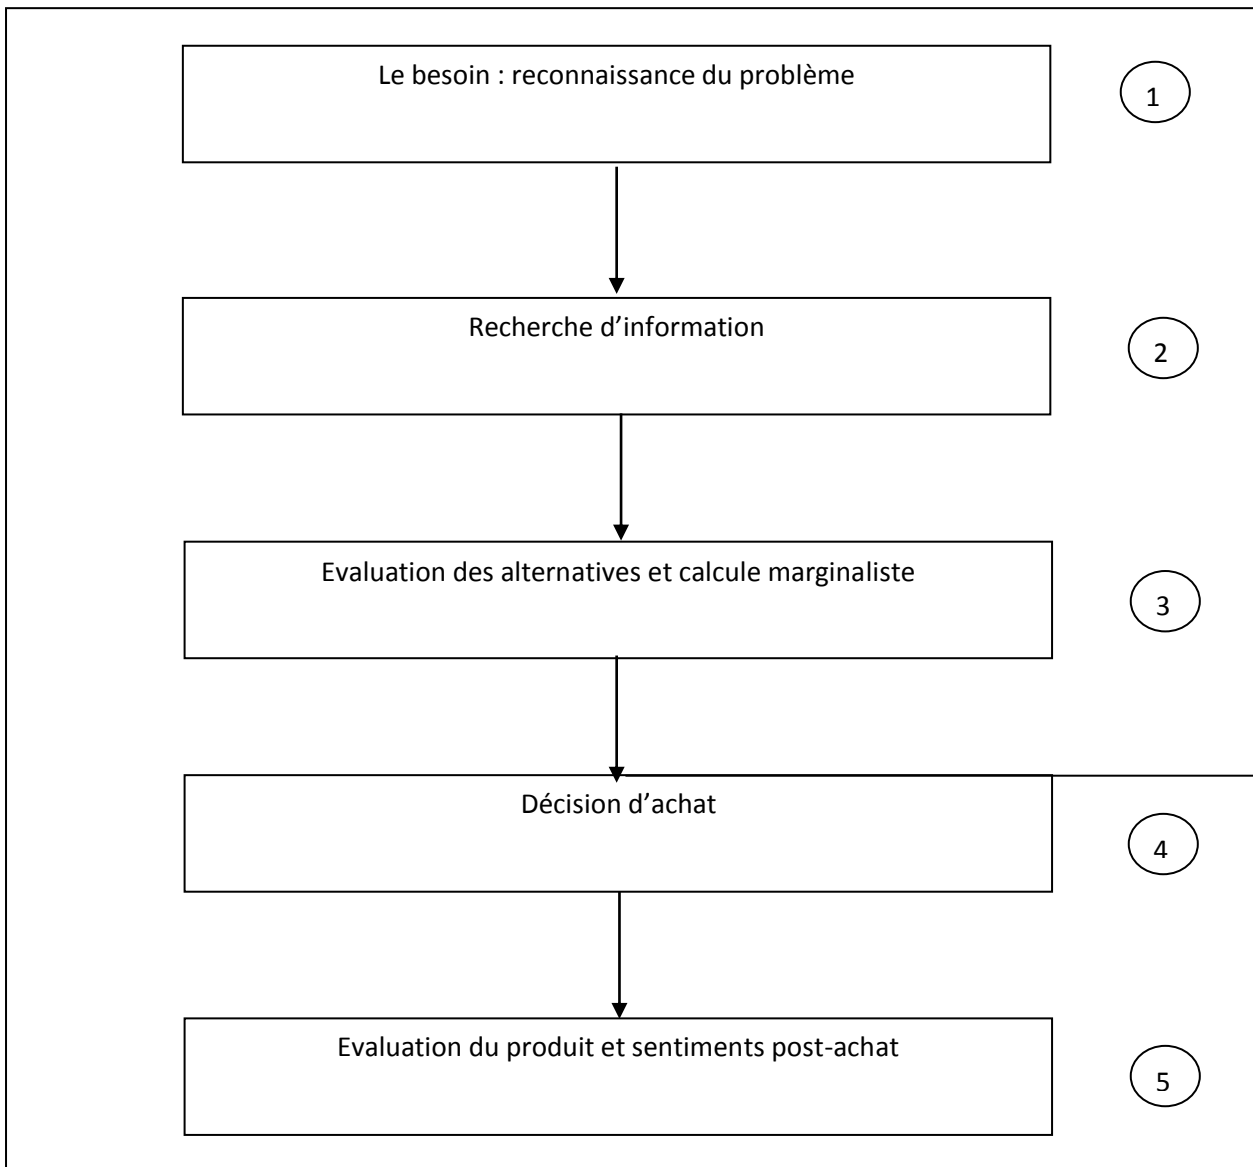 Le besoin : reconnaissance du problème
1
Recherche d’information
2
Evaluation des alternatives et calcule marginaliste
3
Décision d’achat
4
Evaluation du produit et sentiments post-achat
5